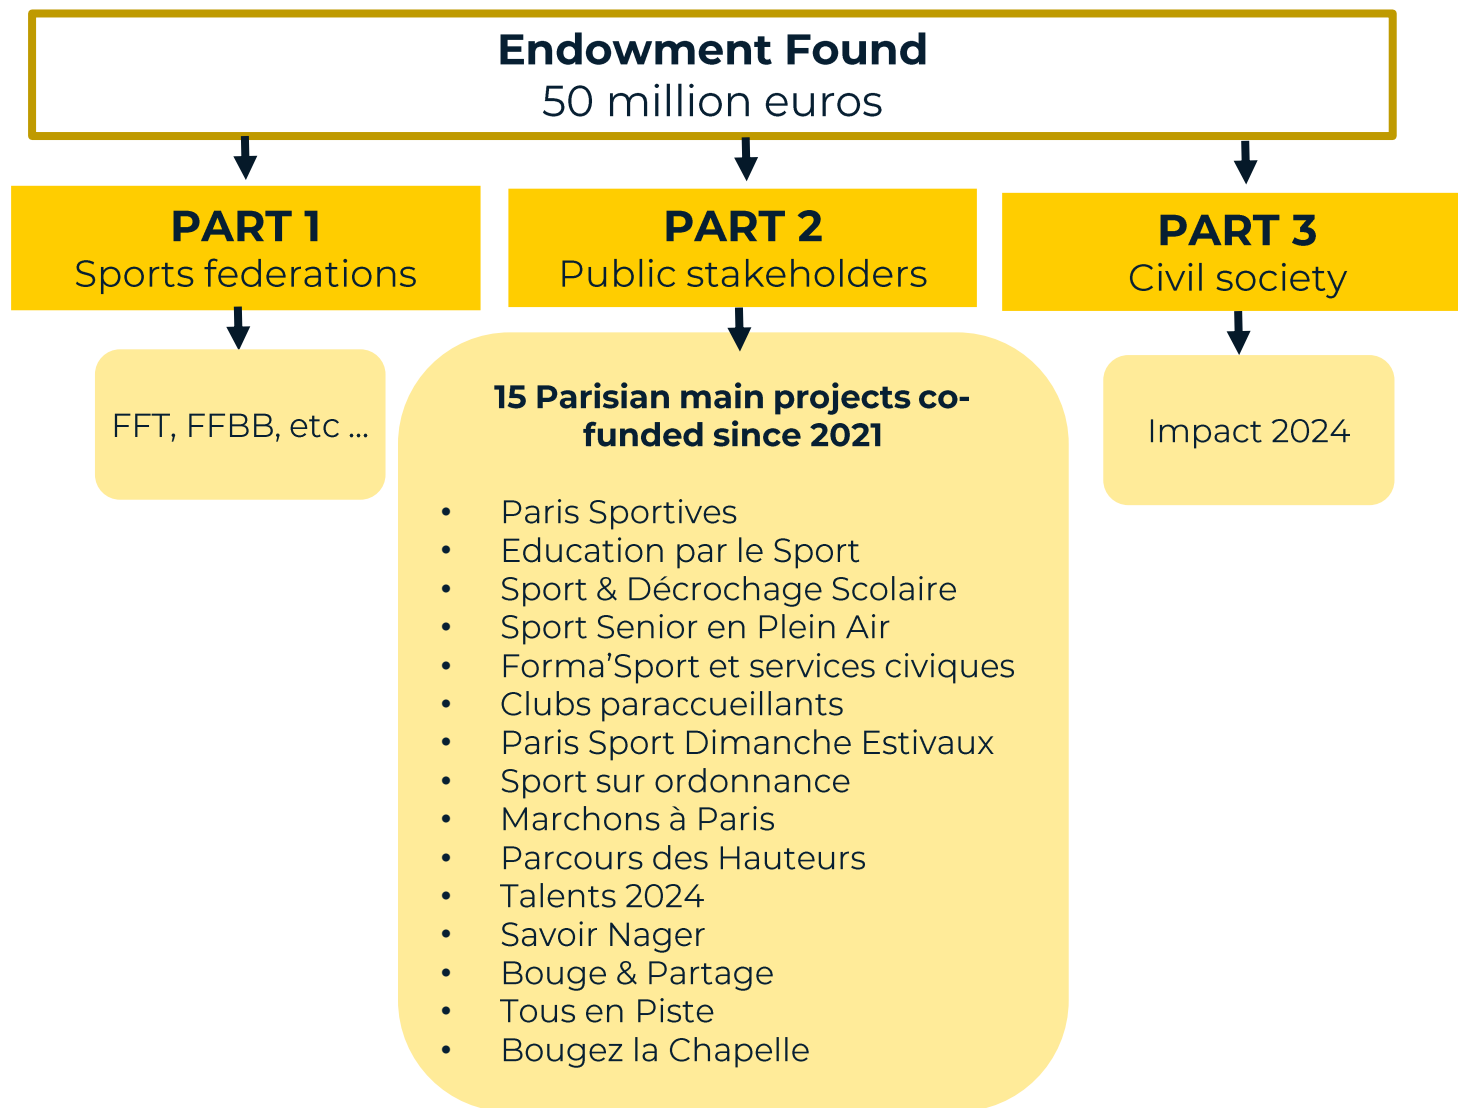 Endowment Found
50 million euros
PART 1
Sports federations
PART 2
Public stakeholders
PART 3
Civil society
FFT, FFBB, etc ...
15 Parisian main projects co-
funded since 2021
• Paris Sportives
• Education par le Sport
• Sport & Décrochage Scolaire
• Sport Senior en Plein Air
• Forma’Sport et services civiques
• Clubs paraccueillants
• Paris Sport Dimanche Estivaux
• Sport sur ordonnance
• Marchons à Paris
• Parcours des Hauteurs
• Talents 2024
• Savoir Nager
• Bouge & Partage
• Tous en Piste
• Bougez la Chapelle
Impact 2024